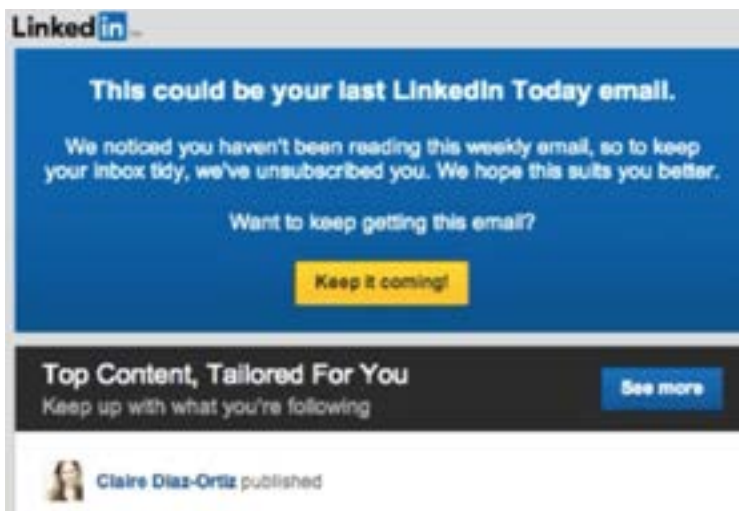 Linked in
This could be your last LinkedIn Today email.
We noticed you haven't been reading this weekly email, so to keep
your inbox tidy, we've unsubscribed you. We hope this suits you better.
Want to keep getting this email?
Keep it coming!
Top Content, Tailored For You
See more
Keep up with what you're following
Claire Diaz-Ortiz published